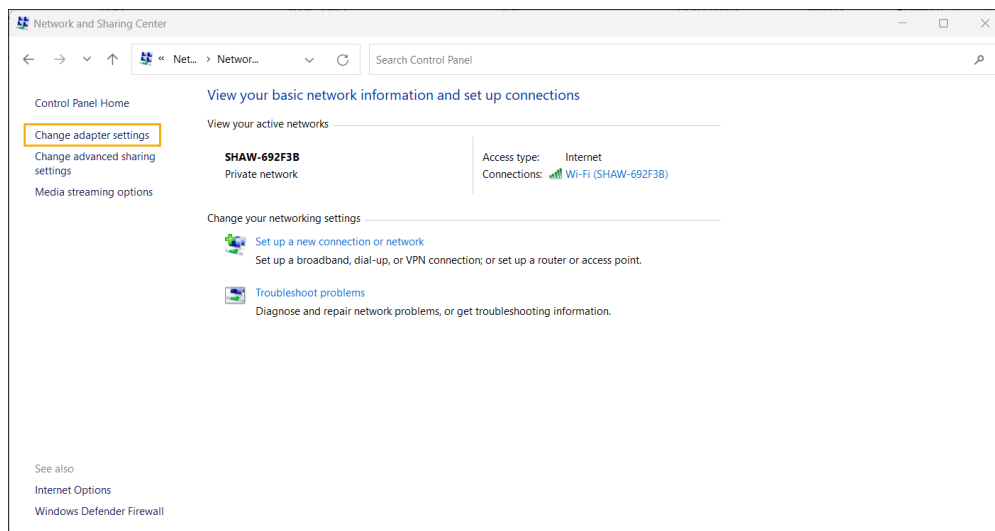 Network and Sharing Center
« Net... > Networ...
Search Control Panel
Control Panel Home
Change adapter settings
Change advanced sharing
settings
Media streaming options
See also
Internet Options
Windows Defender Firewall
View your basic network information and set up connections
View your active networks
SHAW-692F3B
Private network
Access type: Internet
Connections: Wi-Fi (SHAW-692F3B)
Change your networking settings
Set up a new connection or network
Set up a broadband, dial-up, or VPN connection; or set up a router or access point.
Troubleshoot problems
Diagnose and repair network problems, or get troubleshooting information.